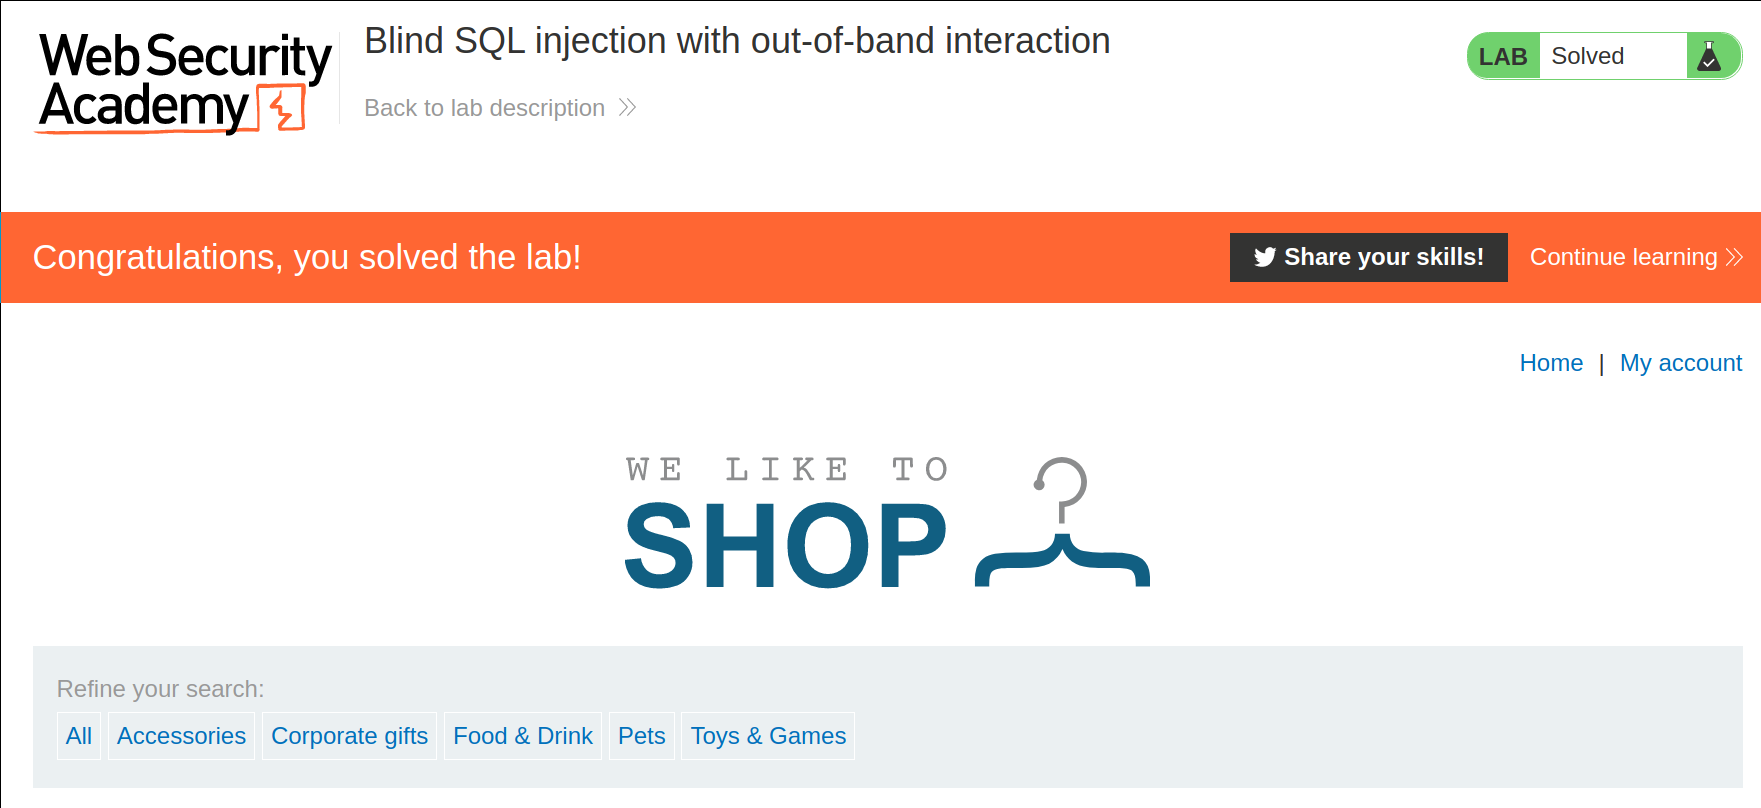 Web Security
Academy
Blind SQL injection with out-of-band interaction
Back to lab description
LAB Solved
Congratulations, you solved the lab!
Share your skills!
Continue learning
Home | My account
WE LIKE TO
SHOP
Refine your search:
All Accessories Corporate gifts Food & Drink Pets Toys & Games